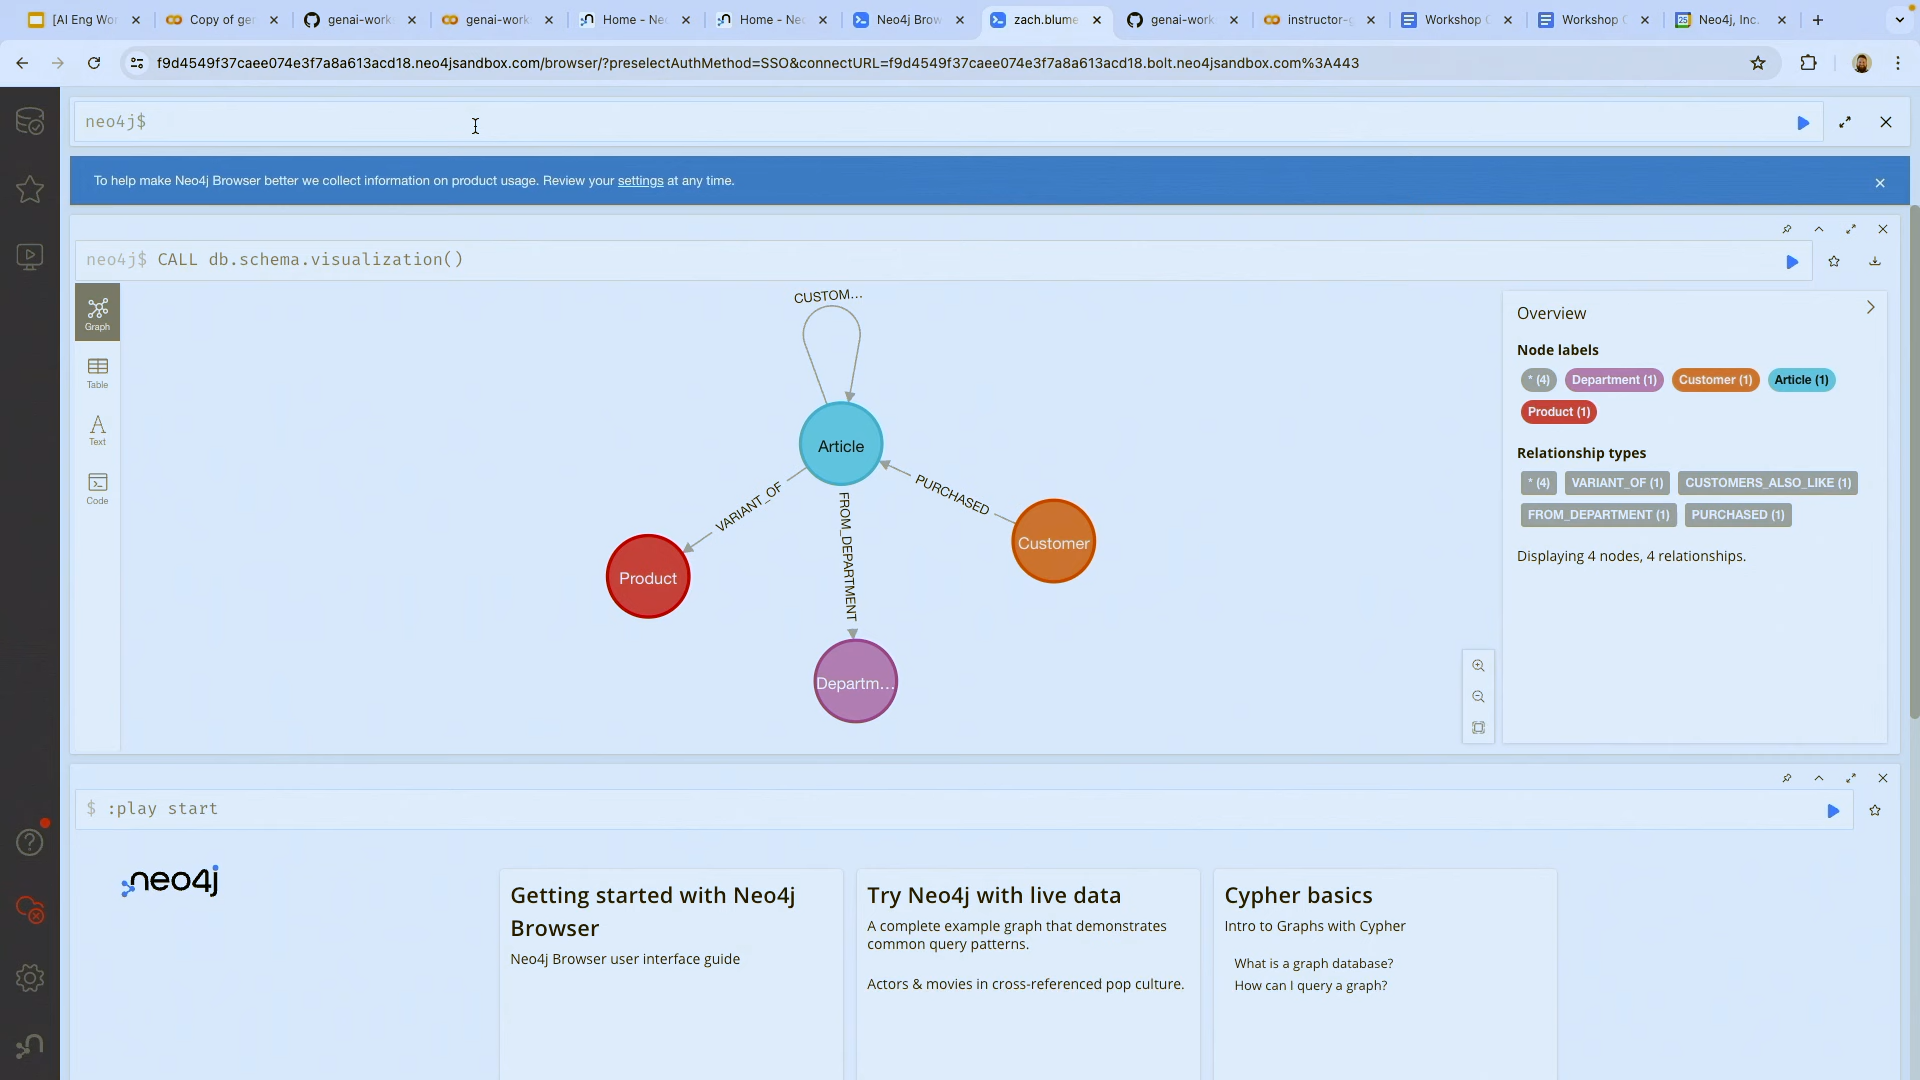 [AI Eng Wor
Copy of gen
genai-work
genai-work
Home - Neo
Home - Neo
Neo4j Brow
zach.blume
genai-work
instructor-g
Workshop C
Workshop C
Neo4j, Inc.
f9d4549f37caee074e3f7a8a613acd18.neo4jsandbox.com/browser/?preselectAuthMethod=SSO&connectURL=f9d4549f37caee074e3f7a8a613acd18.bolt.neo4jsandbox.com%3A443
neo4j$
To help make Neo4j Browser better we collect information on product usage. Review your settings at any time.
neo4j$ CALL db.schema.visualization()
Graph
Table
Text
Code
CUSTOM...
Article
VARIANT_OF
FROM_DEPARTMENT
PURCHASED
Customer
Product
Departm...
Overview
Node labels
* (4) Department (1) Customer (1) Article (1)
Product (1)
Relationship types
* (4) VARIANT_OF (1) CUSTOMERS_ALSO_LIKE (1)
FROM_DEPARTMENT (1) PURCHASED (1)
Displaying 4 nodes, 4 relationships.
$ :play start
neo4j
Getting started with Neo4j
Browser
Neo4j Browser user interface guide
Try Neo4j with live data
A complete example graph that demonstrates
common query patterns.
Actors & movies in cross-referenced pop culture.
Cypher basics
Intro to Graphs with Cypher
What is a graph database?
How can I query a graph?